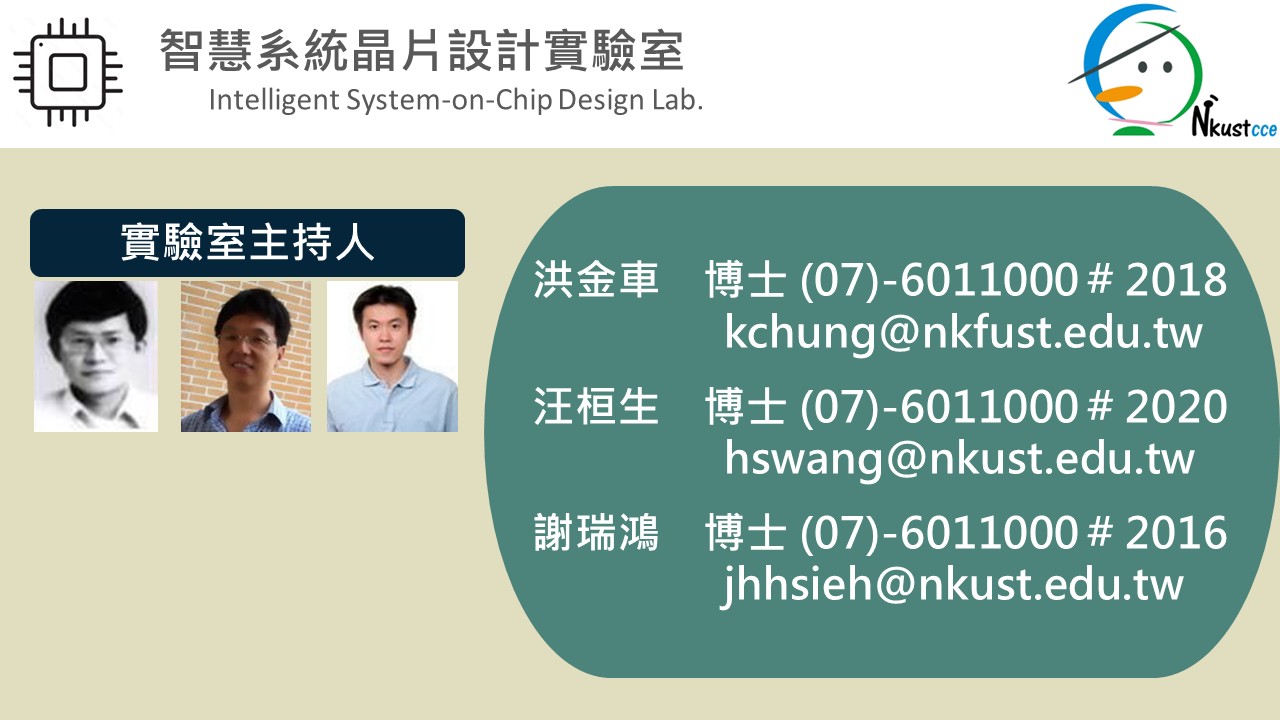 智慧系統晶片設計實驗室
Intelligent System-on-Chip Design Lab.
Nkustcce
實驗室主持人
洪金車 博士 (07)-6011000 # 2018
kchung@nkfust.edu.tw
汪桓生 博士 (07)-6011000 # 2020
hswang@nkust.edu.tw
謝瑞鴻 博士 (07)-6011000 # 2016
jhhsieh@nkust.edu.tw